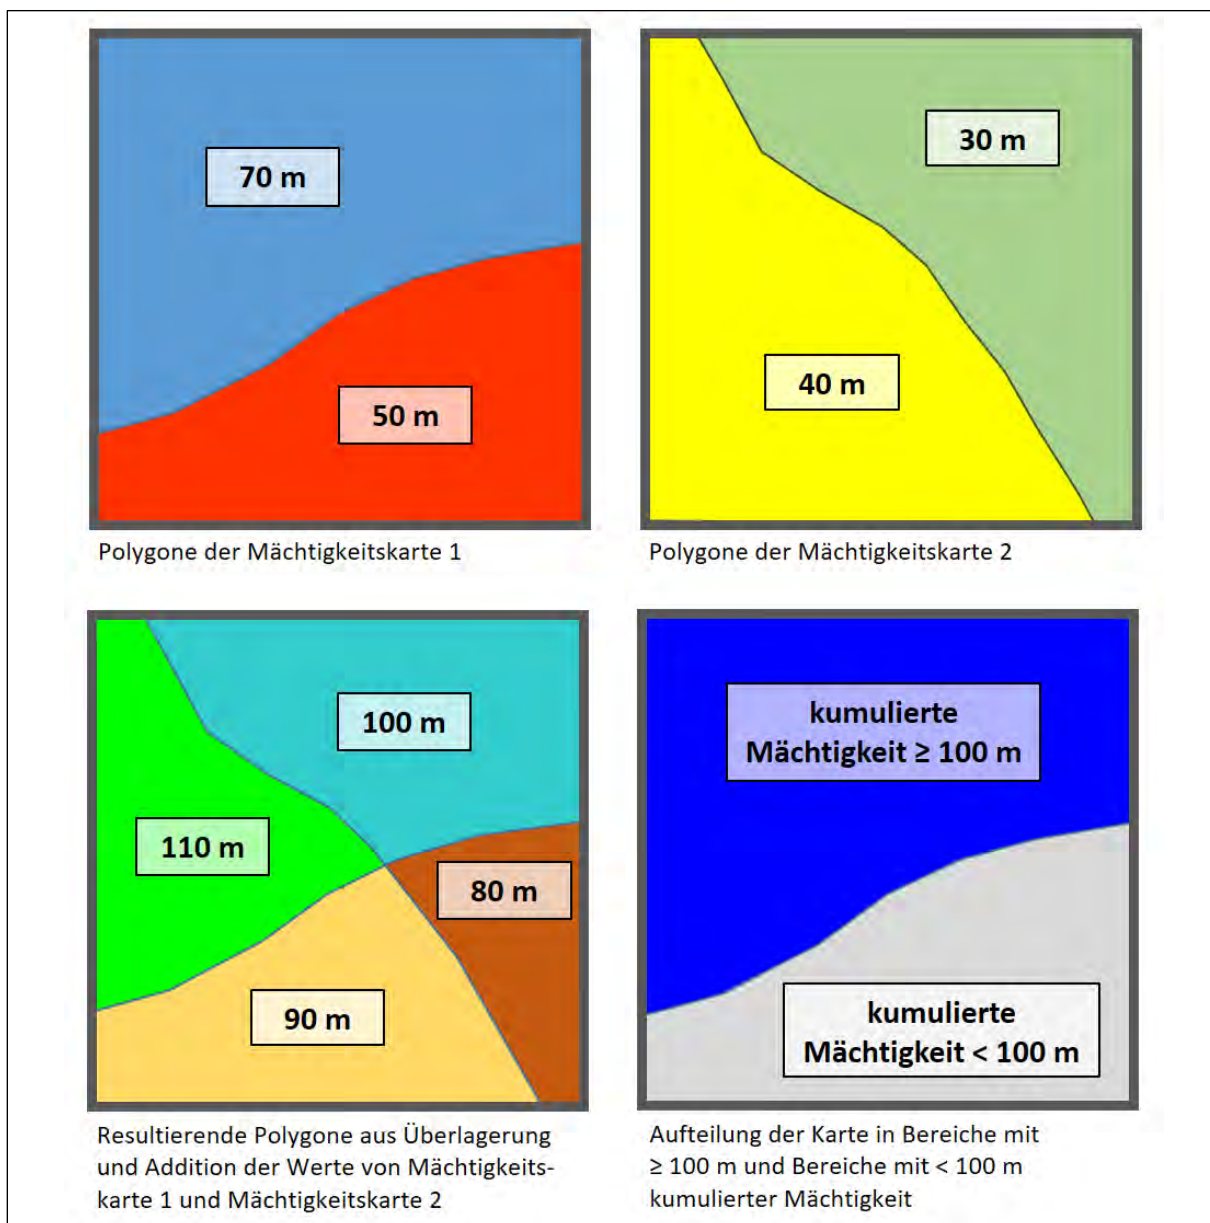 70 m
50 m
Polygone der Mächtigkeitskarte 1
30 m
40 m
Polygone der Mächtigkeitskarte 2
100 m
110 m
80 m
90 m
Resultierende Polygone aus Überlagerung
und Addition der Werte von Mächtigkeits-
karte 1 und Mächtigkeitskarte 2
kumulierte
Mächtigkeit ≥ 100 m
kumulierte
Mächtigkeit < 100 m
Aufteilung der Karte in Bereiche mit
≥ 100 m und Bereiche mit < 100 m
kumulierter Mächtigkeit